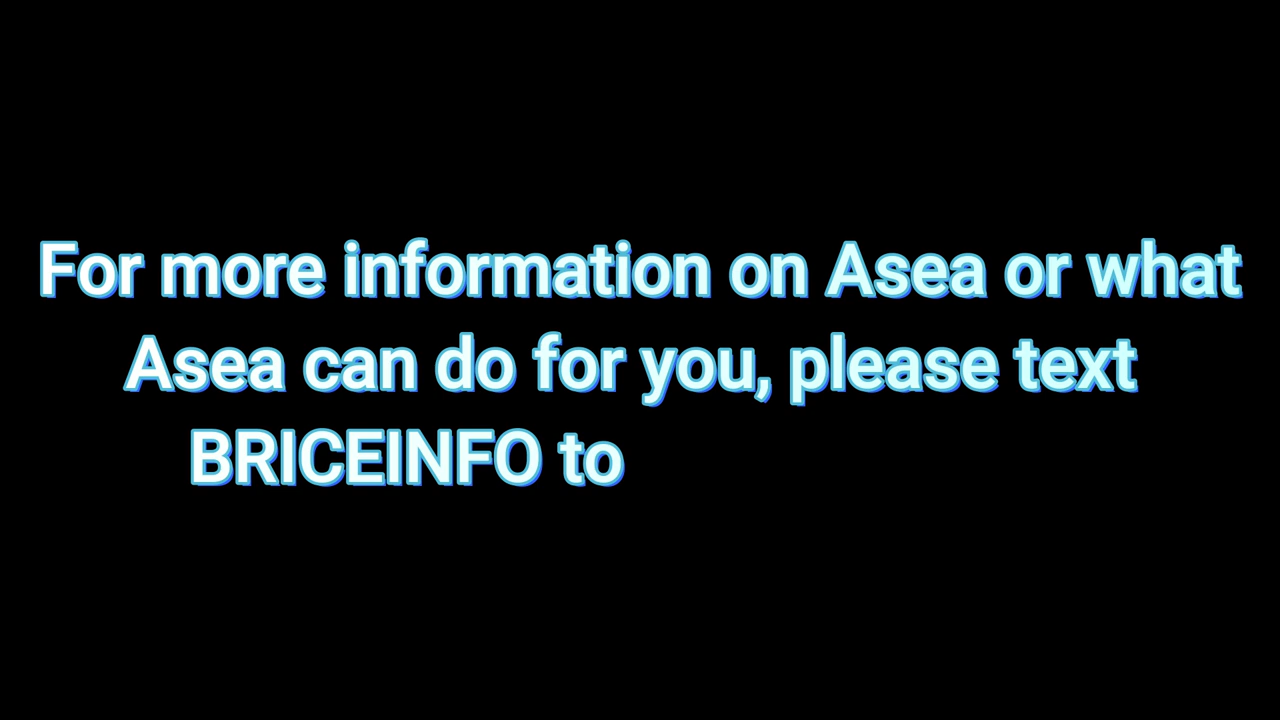 For more information on Asea or what
Asea can do for you, please text
BRICEINFO to